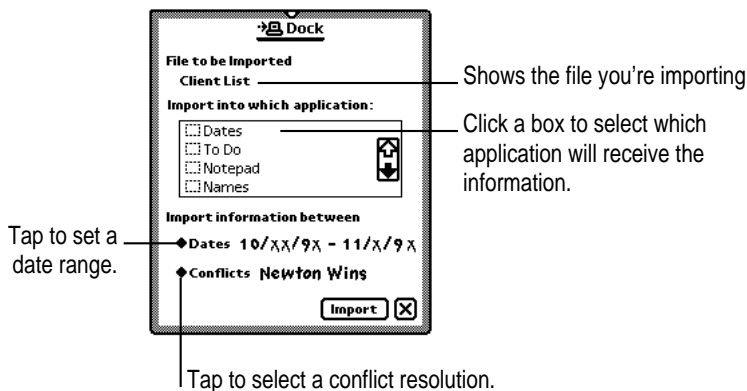 Dock
File to be Imported
Client List
Shows the file you're importing
Import into which application:
Dates
To Do
Notepad
Names
Click a box to select which
application will receive the
information.
Import information between
Tap to set a
date range.
Dates 10/xx/9x - 11/x/9x
Conflicts Newton Wins
Import
Tap to select a conflict resolution.